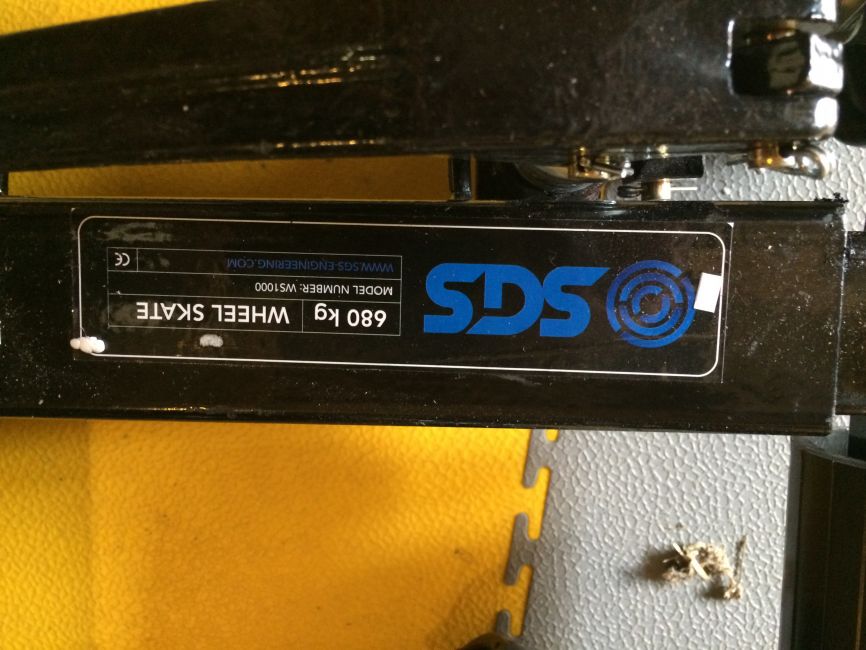 SGS
680 kg WHEEL SKATE
MODEL NUMBER: WS1000
WWW.SGS-ENGINEERING.COM CE